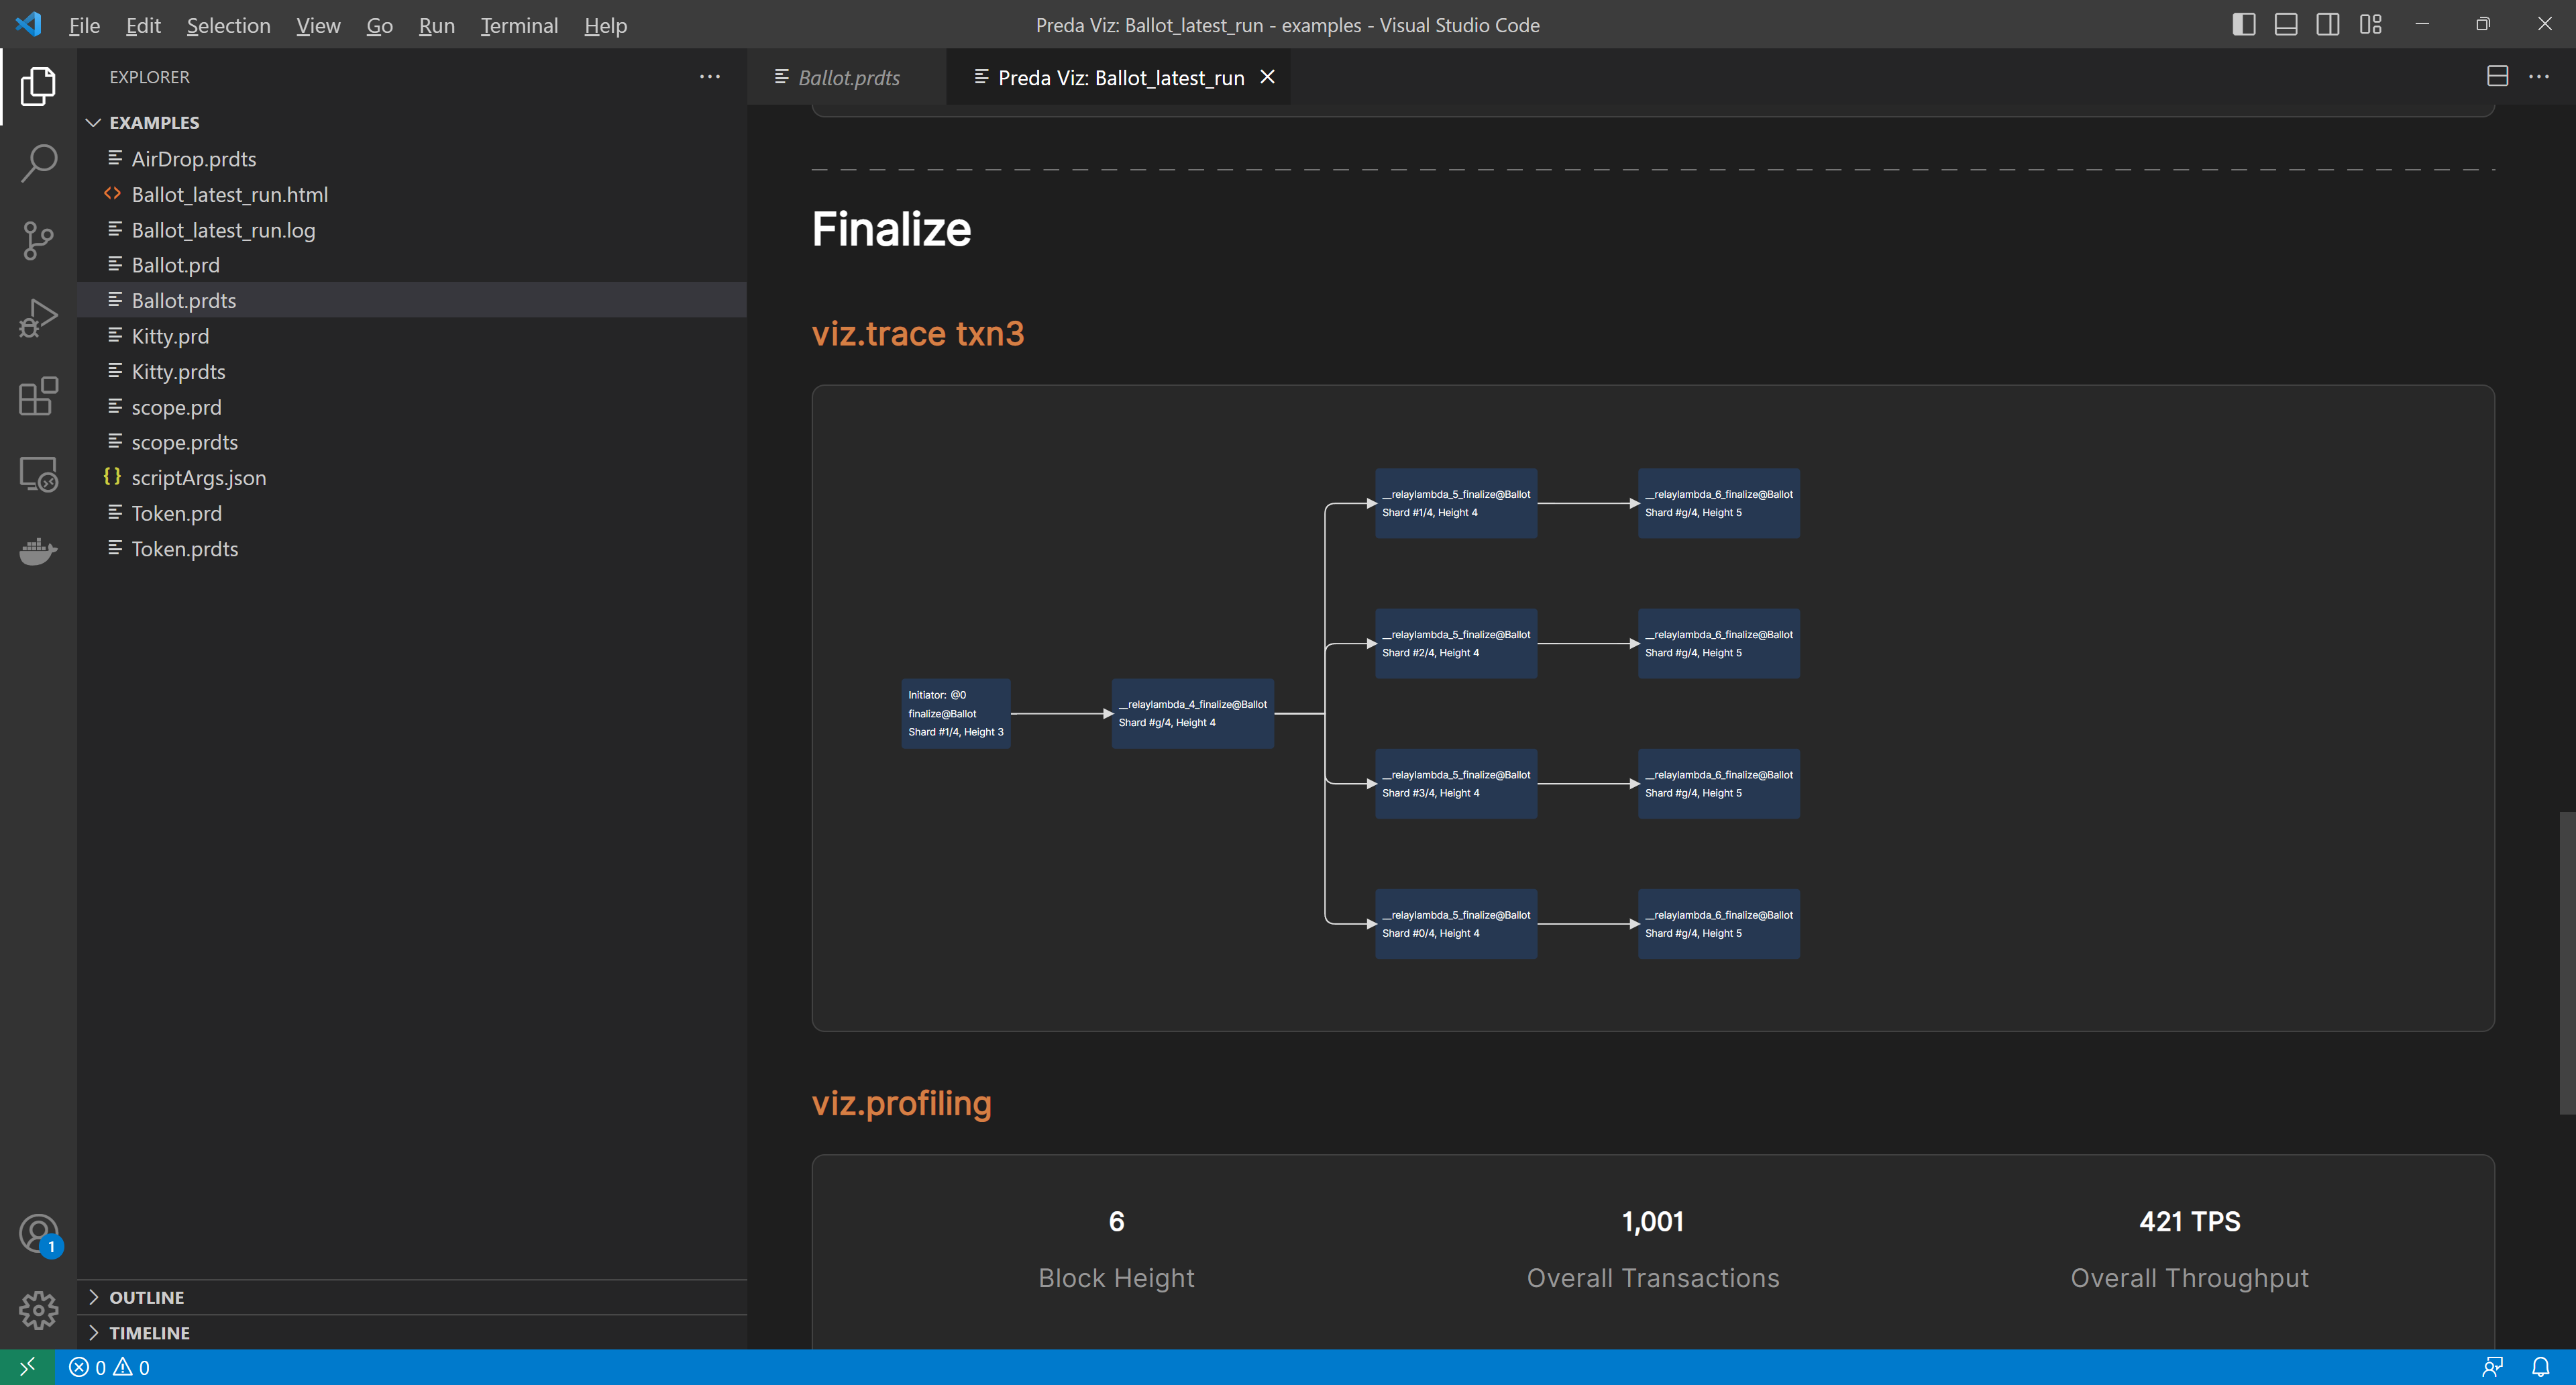 File Edit Selection View Go Run Terminal Help
Preda Viz: Ballot_latest_run - examples - Visual Studio Code
EXPLORER
EXAMPLES
AirDrop.prdts
Ballot_latest_run.html
Ballot_latest_run.log
Ballot.prd
Ballot.prdts
Kitty.prd
Kitty.prdts
scope.prd
scope.prdts
scriptArgs.json
Token.prd
Token.prdts
OUTLINE
TIMELINE
1
Ballot.prdts
Preda Viz: Ballot_latest_run
Finalize
viz.trace txn3
Initiator: @0
finalize@Ballot
Shard #1/4, Height 3
__relaylambda_4_finalize@Ballot
Shard #g/4, Height 4
__relaylambda_5_finalize@Ballot
Shard #1/4, Height 4
__relaylambda_6_finalize@Ballot
Shard #g/4, Height 5
__relaylambda_5_finalize@Ballot
Shard #2/4, Height 4
__relaylambda_6_finalize@Ballot
Shard #g/4, Height 5
__relaylambda_5_finalize@Ballot
Shard #3/4, Height 4
__relaylambda_6_finalize@Ballot
Shard #g/4, Height 5
__relaylambda_5_finalize@Ballot
Shard #0/4, Height 4
__relaylambda_6_finalize@Ballot
Shard #g/4, Height 5
viz.profiling
6
Block Height
1,001
Overall Transactions
421 TPS
Overall Throughput
0 0